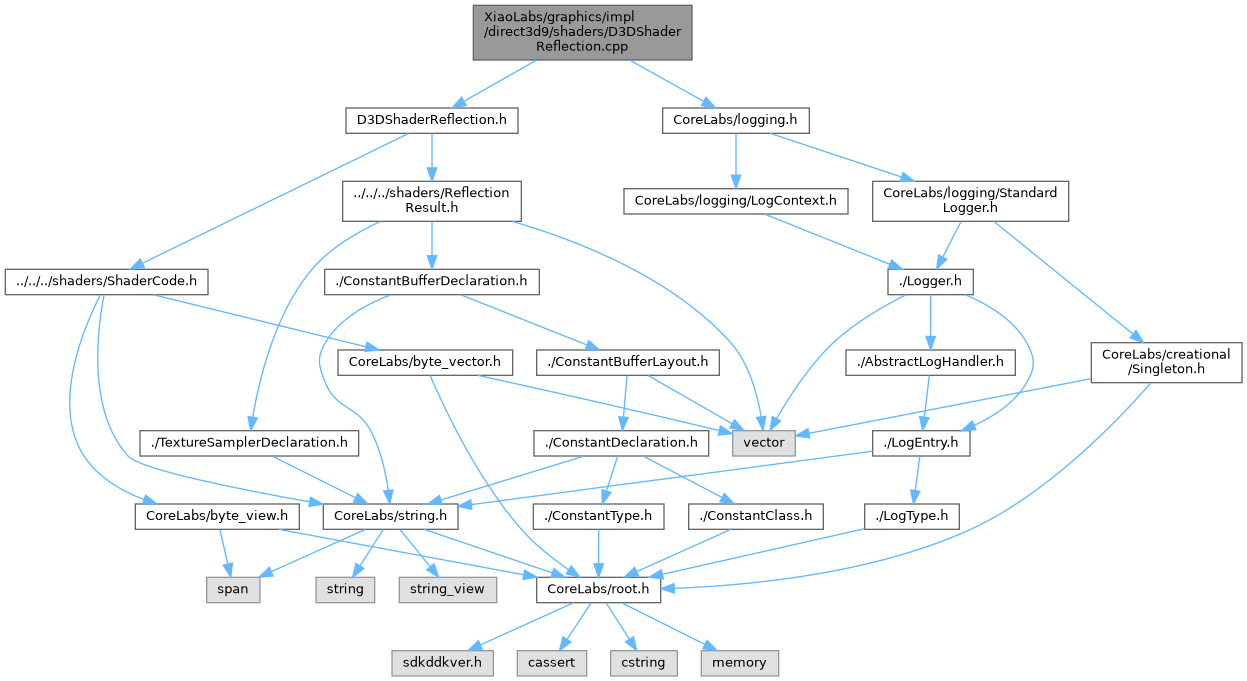 XiaoLabs/graphics/impl
/direct3d9/shaders/D3DShader
Reflection.cpp
D3DShaderReflection.h
CoreLabs/logging.h
../../../shaders/Reflection
Result.h
CoreLabs/logging/LogContext.h
CoreLabs/logging/Standard
Logger.h
../../../shaders/ShaderCode.h
./ConstantBufferDeclaration.h
./Logger.h
CoreLabs/byte_vector.h
./ConstantBufferLayout.h
./AbstractLogHandler.h
CoreLabs/creational
/Singleton.h
./TextureSamplerDeclaration.h
./ConstantDeclaration.h
vector
./LogEntry.h
CoreLabs/byte_view.h
CoreLabs/string.h
./ConstantType.h
./ConstantClass.h
./LogType.h
span
string
string_view
CoreLabs/root.h
sdkddkver.h
cassert
cstring
memory